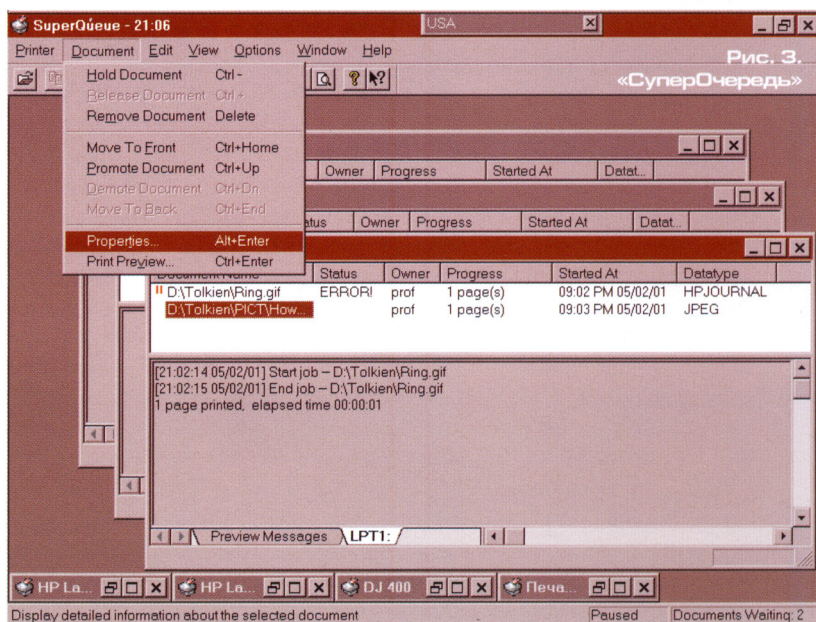 SuperQúeue - 21:06
USA
Printer Document Edit View Options Window Help
Рис. 3.
«СуперОчередь»
Hold Document Ctrl -
Release Document Ctrl +
Remove Document Delete
Move To Front Ctrl+Home
Promote Document Ctrl+Up
Demote Document Ctrl+Dn
Move To Back Ctrl+End
Properties... Alt+Enter
Print Preview... Ctrl+Enter
Owner Progress Started At Datat...
Owner Progress Started At Datat...
Document Name Status Owner Progress Started At Datatype
D:\Tolkien\Ring.gif ERROR! prof 1 page(s) 09:02 PM 05/02/01 HPJOURNAL
D:\Tolkien\PICT\How... prof 1 page(s) 09:03 PM 05/02/01 JPEG
[21:02:14 05/02/01] Start job – D:\Tolkien\Ring.gif
[21:02:15 05/02/01] End job – D:\Tolkien\Ring.gif
1 page printed, elapsed time 00:00:01
Preview Messages LPT1:
HP La... HP La... DJ 400 Печа...
Display detailed information about the selected document Paused Documents Waiting: 2